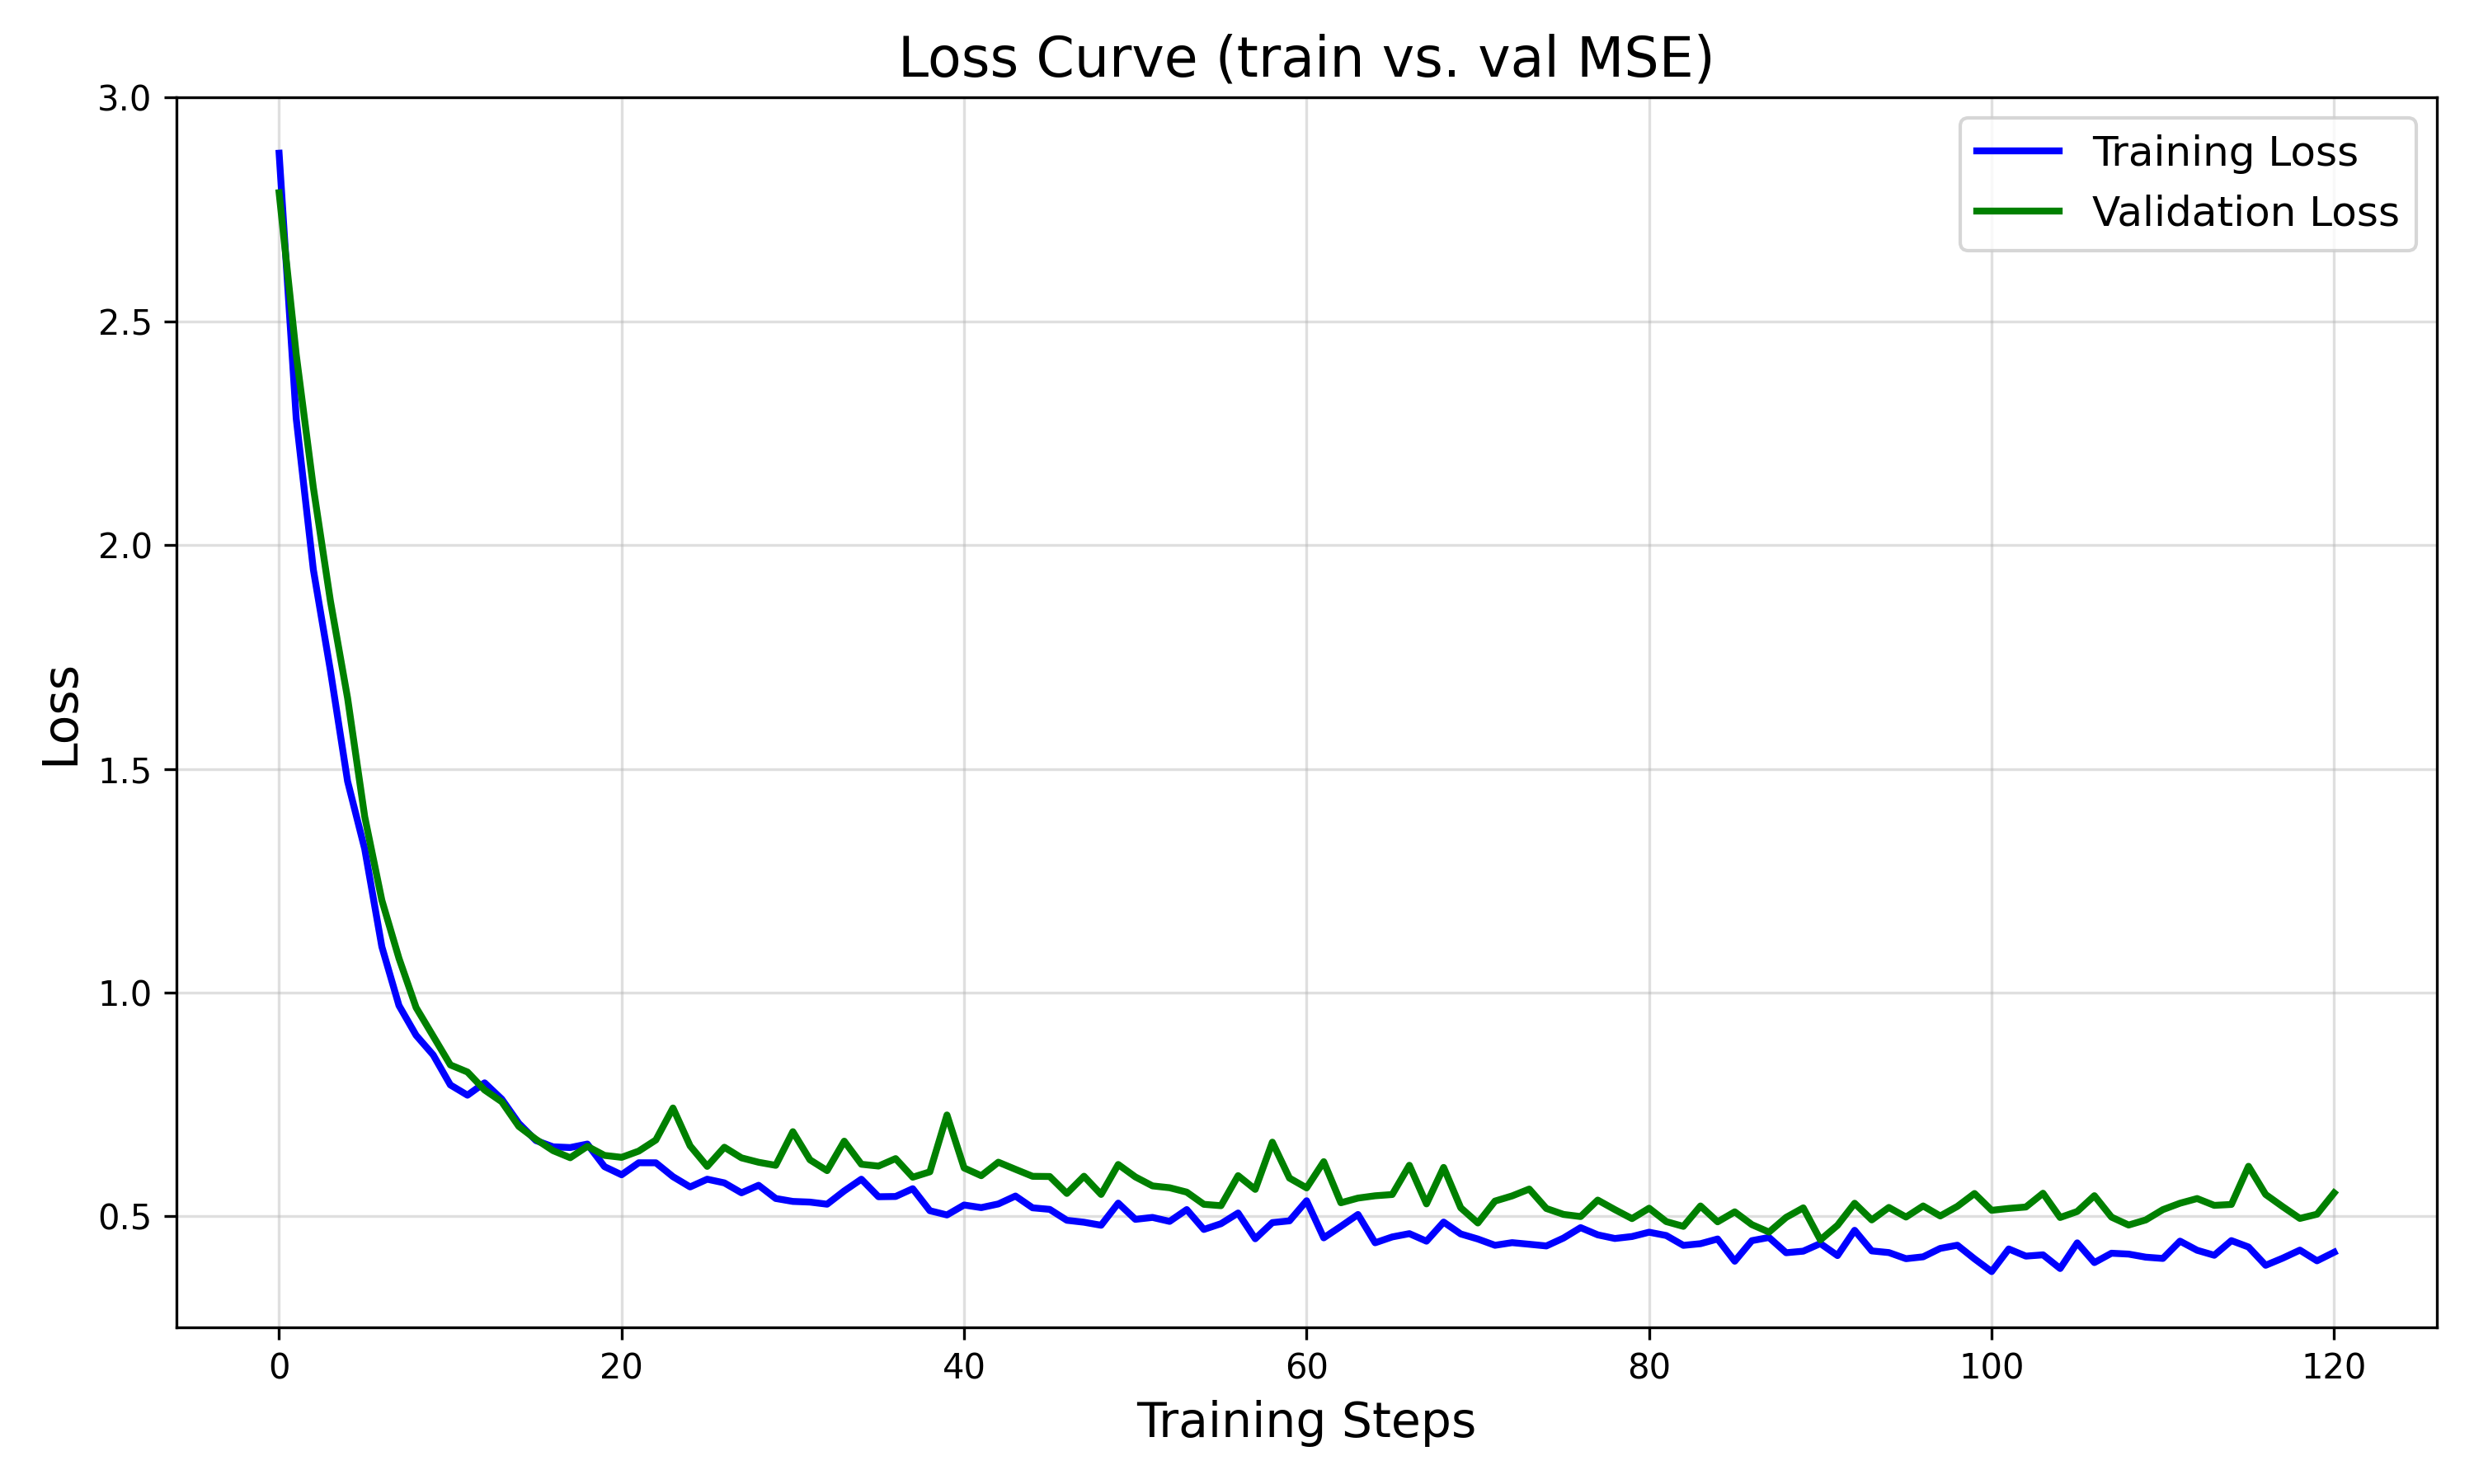 Loss Curve (train vs. val MSE)
3.0
2.5
2.0
1.5
1.0
0.5
Loss
Training Loss
Validation Loss
0 20 40 60 80 100 120
Training Steps